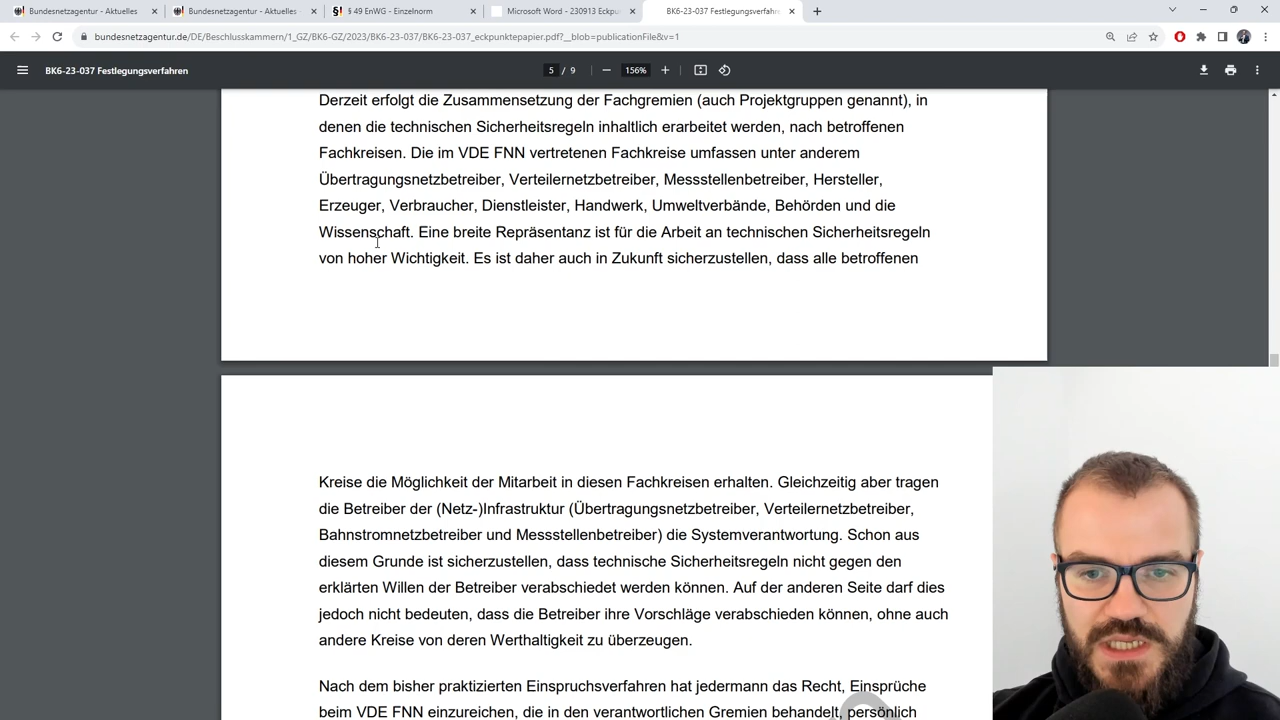 Bundesnetzagentur - Aktuelles
Bundesnetzagentur - Aktuelles
§ 49 EnWG - Einzelnorm
Microsoft Word - 230913 Eckpu
BK6-23-037 Festlegungsverfahre
bundesnetzagentur.de/DE/Beschlusskammern/1_GZ/BK6-GZ/2023/BK6-23-037/BK6-23-037_eckpunktepapier.pdf?__blob=publicationFile&v=1
BK6-23-037 Festlegungsverfahren
5 / 9
156%
Derzeit erfolgt die Zusammensetzung der Fachgremien (auch Projektgruppen genannt), in
denen die technischen Sicherheitsregeln inhaltlich erarbeitet werden, nach betroffenen
Fachkreisen. Die im VDE FNN vertretenen Fachkreise umfassen unter anderem
Übertragungsnetzbetreiber, Verteilernetzbetreiber, Messstellenbetreiber, Hersteller,
Erzeuger, Verbraucher, Dienstleister, Handwerk, Umweltverbände, Behörden und die
Wissenschaft. Eine breite Repräsentanz ist für die Arbeit an technischen Sicherheitsregeln
von hoher Wichtigkeit. Es ist daher auch in Zukunft sicherzustellen, dass alle betroffenen
Kreise die Möglichkeit der Mitarbeit in diesen Fachkreisen erhalten. Gleichzeitig aber tragen
die Betreiber der (Netz-)Infrastruktur (Übertragungsnetzbetreiber, Verteilernetzbetreiber,
Bahnstromnetzbetreiber und Messstellenbetreiber) die Systemverantwortung. Schon aus
diesem Grunde ist sicherzustellen, dass technische Sicherheitsregeln nicht gegen den
erklärten Willen der Betreiber verabschiedet werden können. Auf der anderen Seite darf dies
jedoch nicht bedeuten, dass die Betreiber ihre Vorschläge verabschieden können, ohne auch
andere Kreise von deren Werthaltigkeit zu überzeugen.
Nach dem bisher praktizierten Einspruchsverfahren hat jedermann das Recht, Einsprüche
beim VDE FNN einzureichen, die in den verantwortlichen Gremien behandelt, persönlich